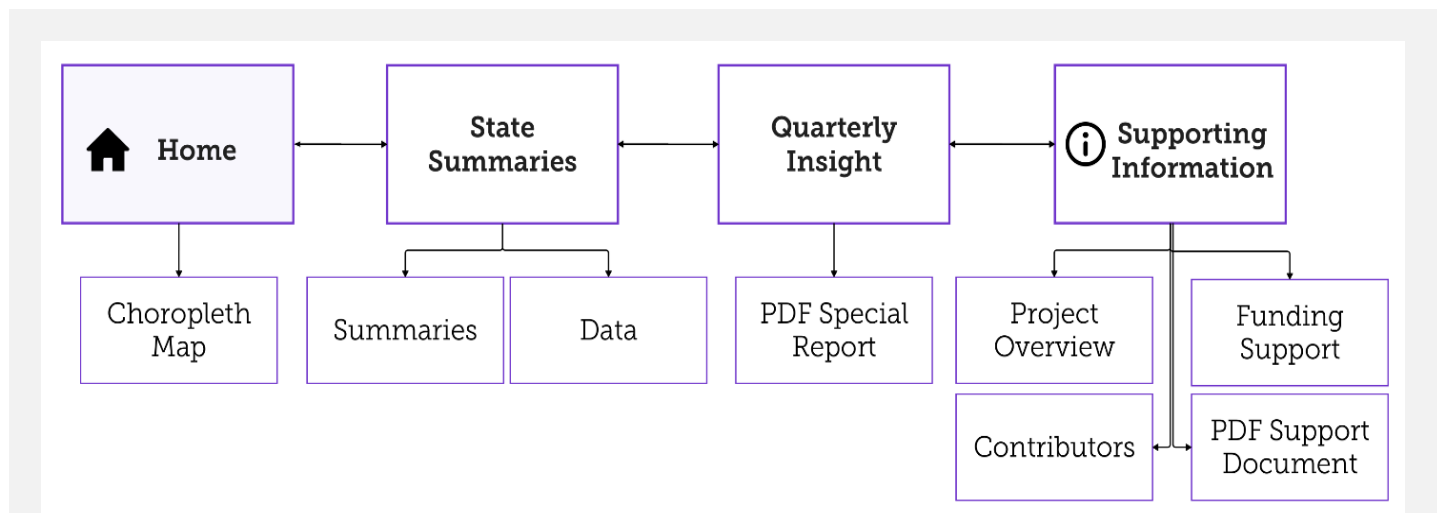 Home
State
Summaries
Quarterly
Insight
Supporting
Information
Choropleth
Map
Summaries
Data
PDF Special
Report
Project
Overview
Funding
Support
Contributors
PDF Support
Document